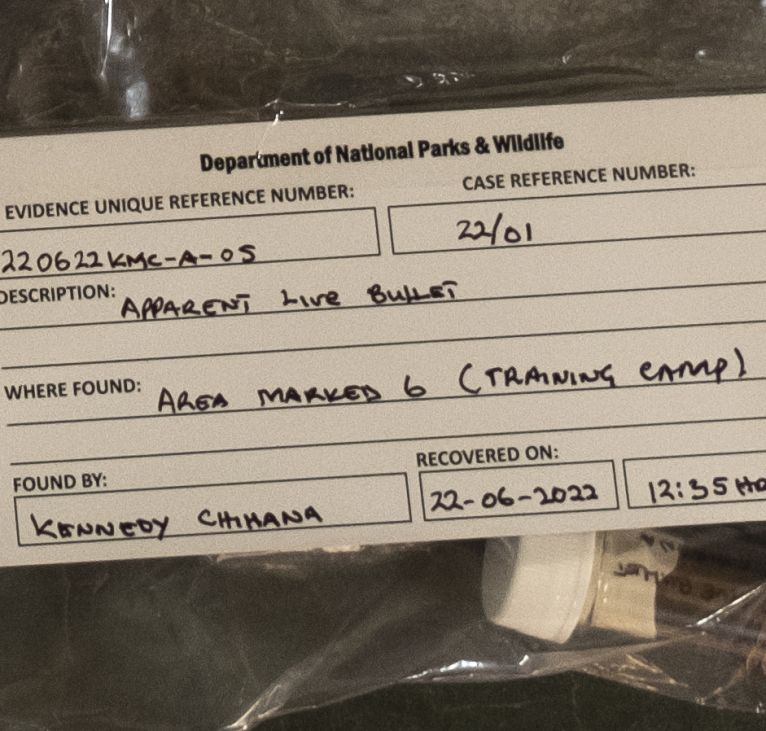 Department of National Parks & Wildlife
EVIDENCE UNIQUE REFERENCE NUMBER:
CASE REFERENCE NUMBER:
220622KMC-A-05
22/01
DESCRIPTION: APPARENT LIVE BULLET
WHERE FOUND: AREA MARKED 6 (TRAINING CAMP)
FOUND BY:
RECOVERED ON:
KENNEDY CHIHANA
22-06-2022
12:35